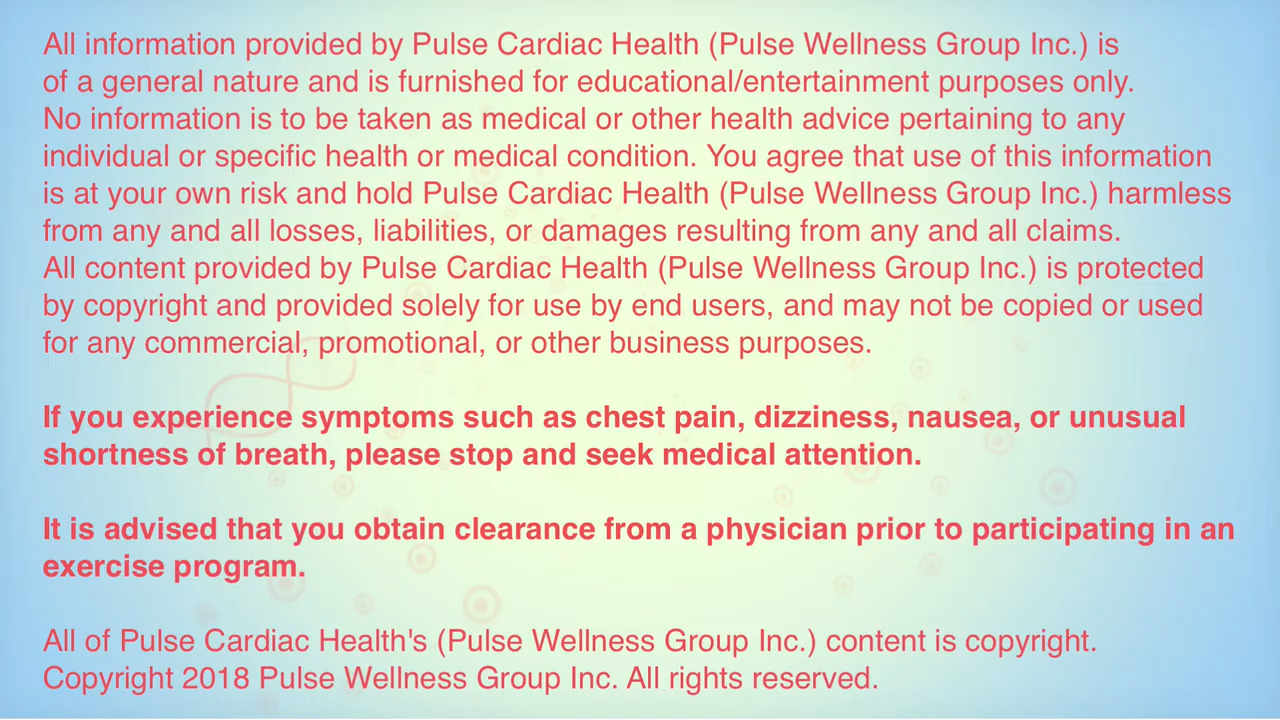 All information provided by Pulse Cardiac Health (Pulse Wellness Group Inc.) is
of a general nature and is furnished for educational/entertainment purposes only.
No information is to be taken as medical or other health advice pertaining to any
individual or specific health or medical condition. You agree that use of this information
is at your own risk and hold Pulse Cardiac Health (Pulse Wellness Group Inc.) harmless
from any and all losses, liabilities, or damages resulting from any and all claims.
All content provided by Pulse Cardiac Health (Pulse Wellness Group Inc.) is protected
by copyright and provided solely for use by end users, and may not be copied or used
for any commercial, promotional, or other business purposes.
If you experience symptoms such as chest pain, dizziness, nausea, or unusual
shortness of breath, please stop and seek medical attention.
It is advised that you obtain clearance from a physician prior to participating in an
exercise program.
All of Pulse Cardiac Health's (Pulse Wellness Group Inc.) content is copyright.
Copyright 2018 Pulse Wellness Group Inc. All rights reserved.